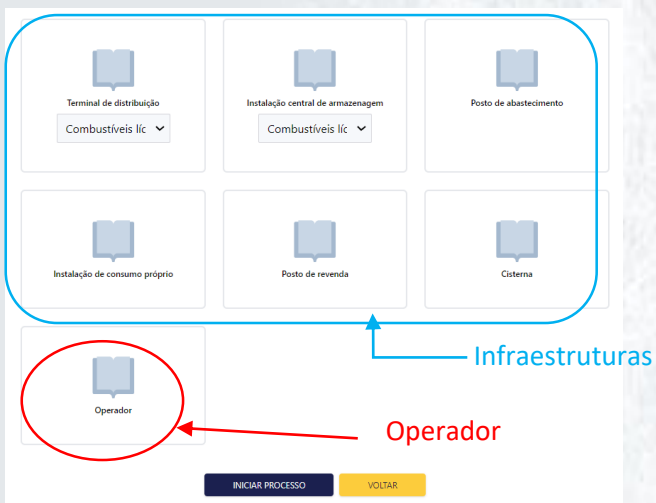 Terminal de distribuição
Combustíveis líc
Instalação central de armazenagem
Combustíveis líc
Posto de abastecimento
Instalação de consumo próprio
Posto de revenda
Cisterna
Infraestruturas
Operador
Operador
INICIAR PROCESSO
VOLTAR